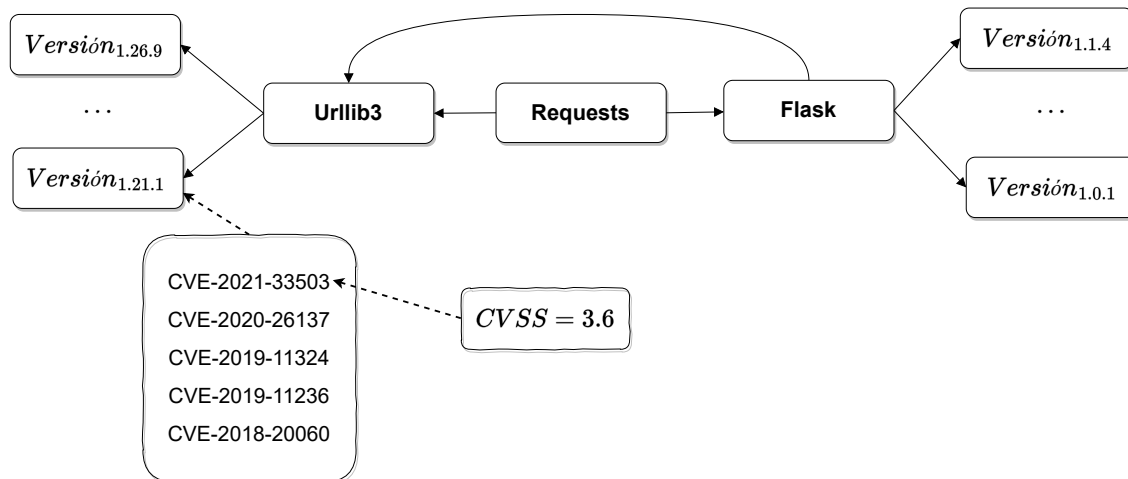 Versión1.26.9
...
Versión1.21.1
Urllib3
Requests
Flask
Versión1.1.4
...
Versión1.0.1
CVE-2021-33503
CVE-2020-26137
CVE-2019-11324
CVE-2019-11236
CVE-2018-20060
CVSS = 3.6